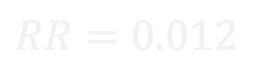 RR = 0.012